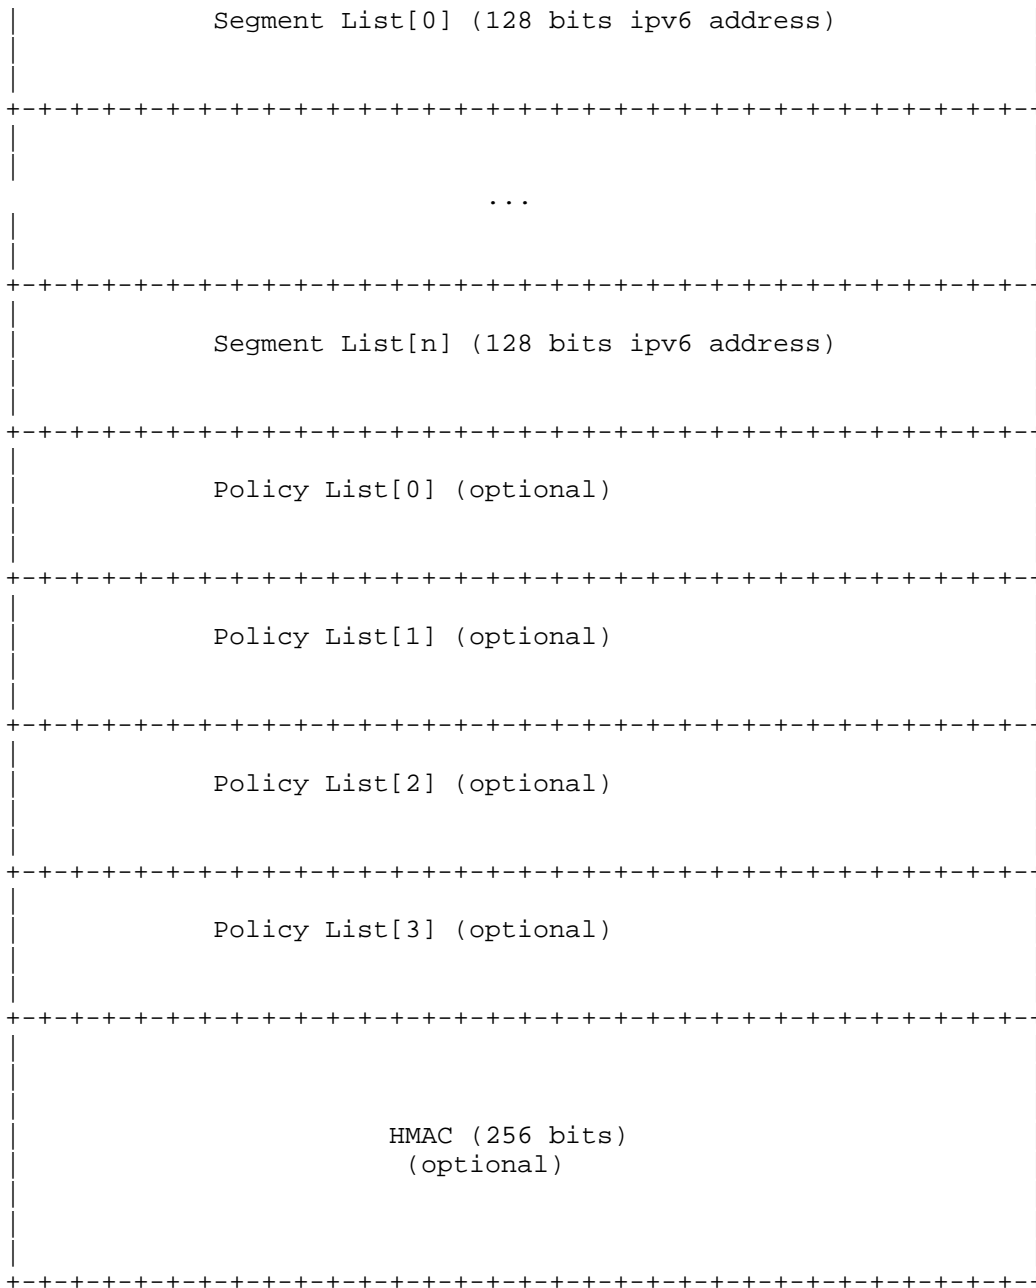 Segment List[0] (128 bits ipv6 address)
+-+-+-+-+-+-+-+-+-+-+-+-+-+-+-+-+-+-+-+-+-+-+-+-+-+-+-+-+-+-+-+--
...
+-+-+-+-+-+-+-+-+-+-+-+-+-+-+-+-+-+-+-+-+-+-+-+-+-+-+-+-+-+-+-+--
Segment List[n] (128 bits ipv6 address)
+-+-+-+-+-+-+-+-+-+-+-+-+-+-+-+-+-+-+-+-+-+-+-+-+-+-+-+-+-+-+-+--
Policy List[0] (optional)
+-+-+-+-+-+-+-+-+-+-+-+-+-+-+-+-+-+-+-+-+-+-+-+-+-+-+-+-+-+-+-+--
Policy List[1] (optional)
+-+-+-+-+-+-+-+-+-+-+-+-+-+-+-+-+-+-+-+-+-+-+-+-+-+-+-+-+-+-+-+--
Policy List[2] (optional)
+-+-+-+-+-+-+-+-+-+-+-+-+-+-+-+-+-+-+-+-+-+-+-+-+-+-+-+-+-+-+-+--
Policy List[3] (optional)
+-+-+-+-+-+-+-+-+-+-+-+-+-+-+-+-+-+-+-+-+-+-+-+-+-+-+-+-+-+-+-+--
HMAC (256 bits)
(optional)
+-+-+-+-+-+-+-+-+-+-+-+-+-+-+-+-+-+-+-+-+-+-+-+-+-+-+-+-+-+-+-+--